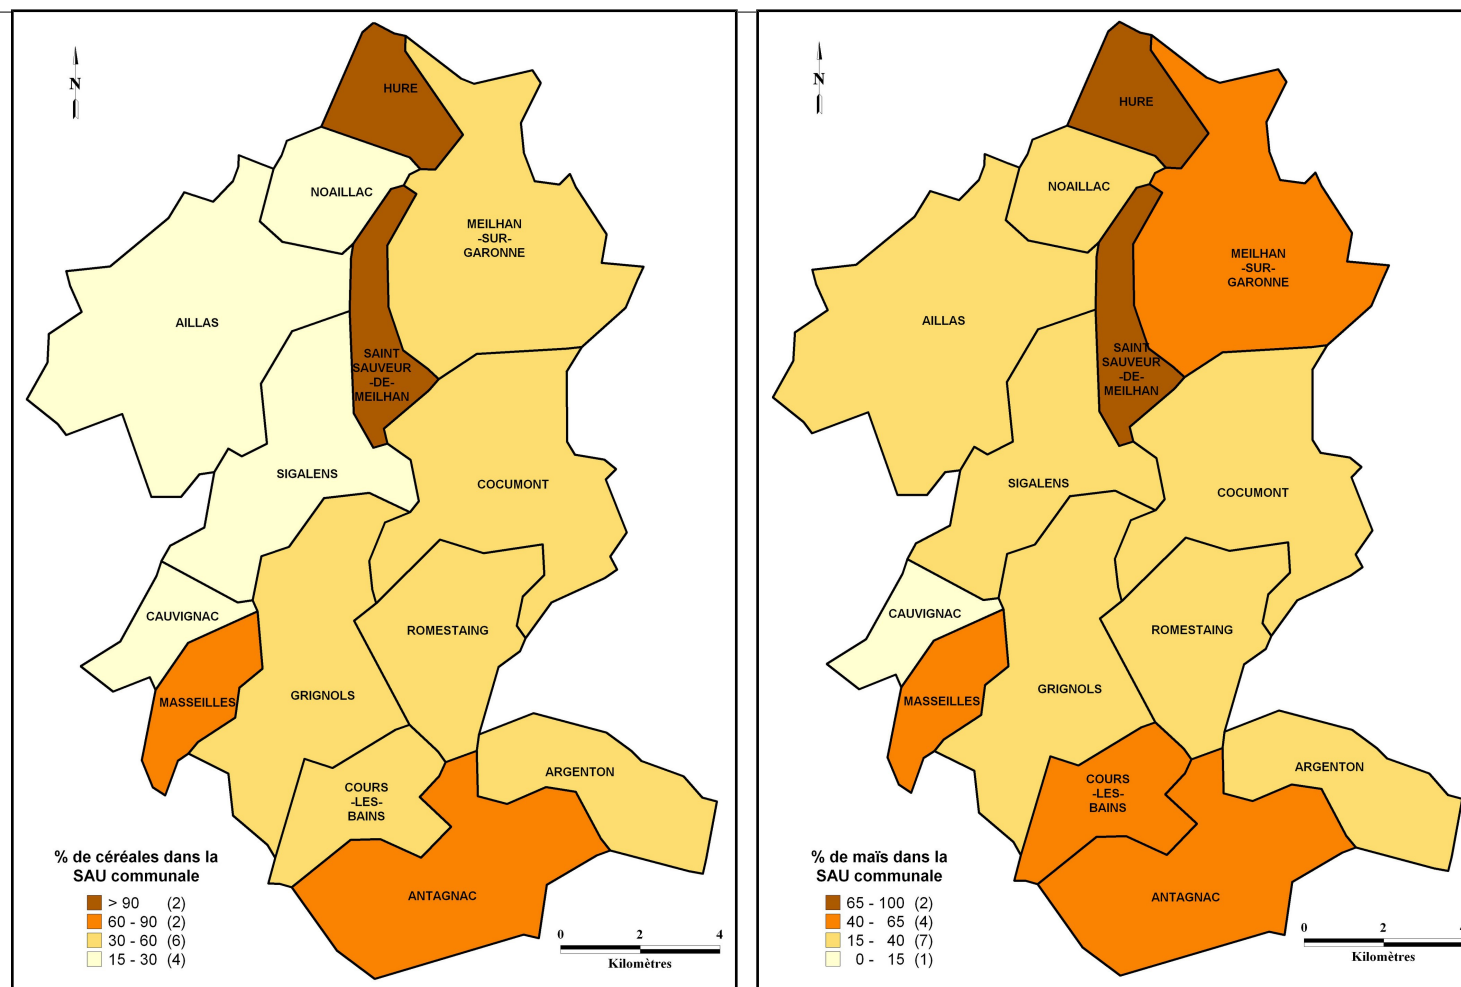 N
HURE
NOAILLAC
MEILHAN
-SUR-
GARONNE
AILLAS
SAINT
SAUVEUR
-DE-
MEILHAN
SIGALENS
COCUMONT
CAUVIGNAC
ROMESTAING
MASSEILLES
GRIGNOLS
ARGENTON
COURS
-LES-
BAINS
ANTAGNAC
% de céréales dans la
SAU communale
> 90 (2)
60 - 90 (2)
30 - 60 (6)
15 - 30 (4)
0 2 4
Kilomètres
N
HURE
NOAILLAC
MEILHAN
-SUR-
GARONNE
AILLAS
SAINT
SAUVEUR
-DE-
MEILHAN
SIGALENS
COCUMONT
CAUVIGNAC
ROMESTAING
MASSEILLES
GRIGNOLS
ARGENTON
COURS
-LES-
BAINS
ANTAGNAC
% de maïs dans la
SAU communale
65 - 100 (2)
40 - 65 (4)
15 - 40 (7)
0 - 15 (1)
0 2 4
Kilomètres